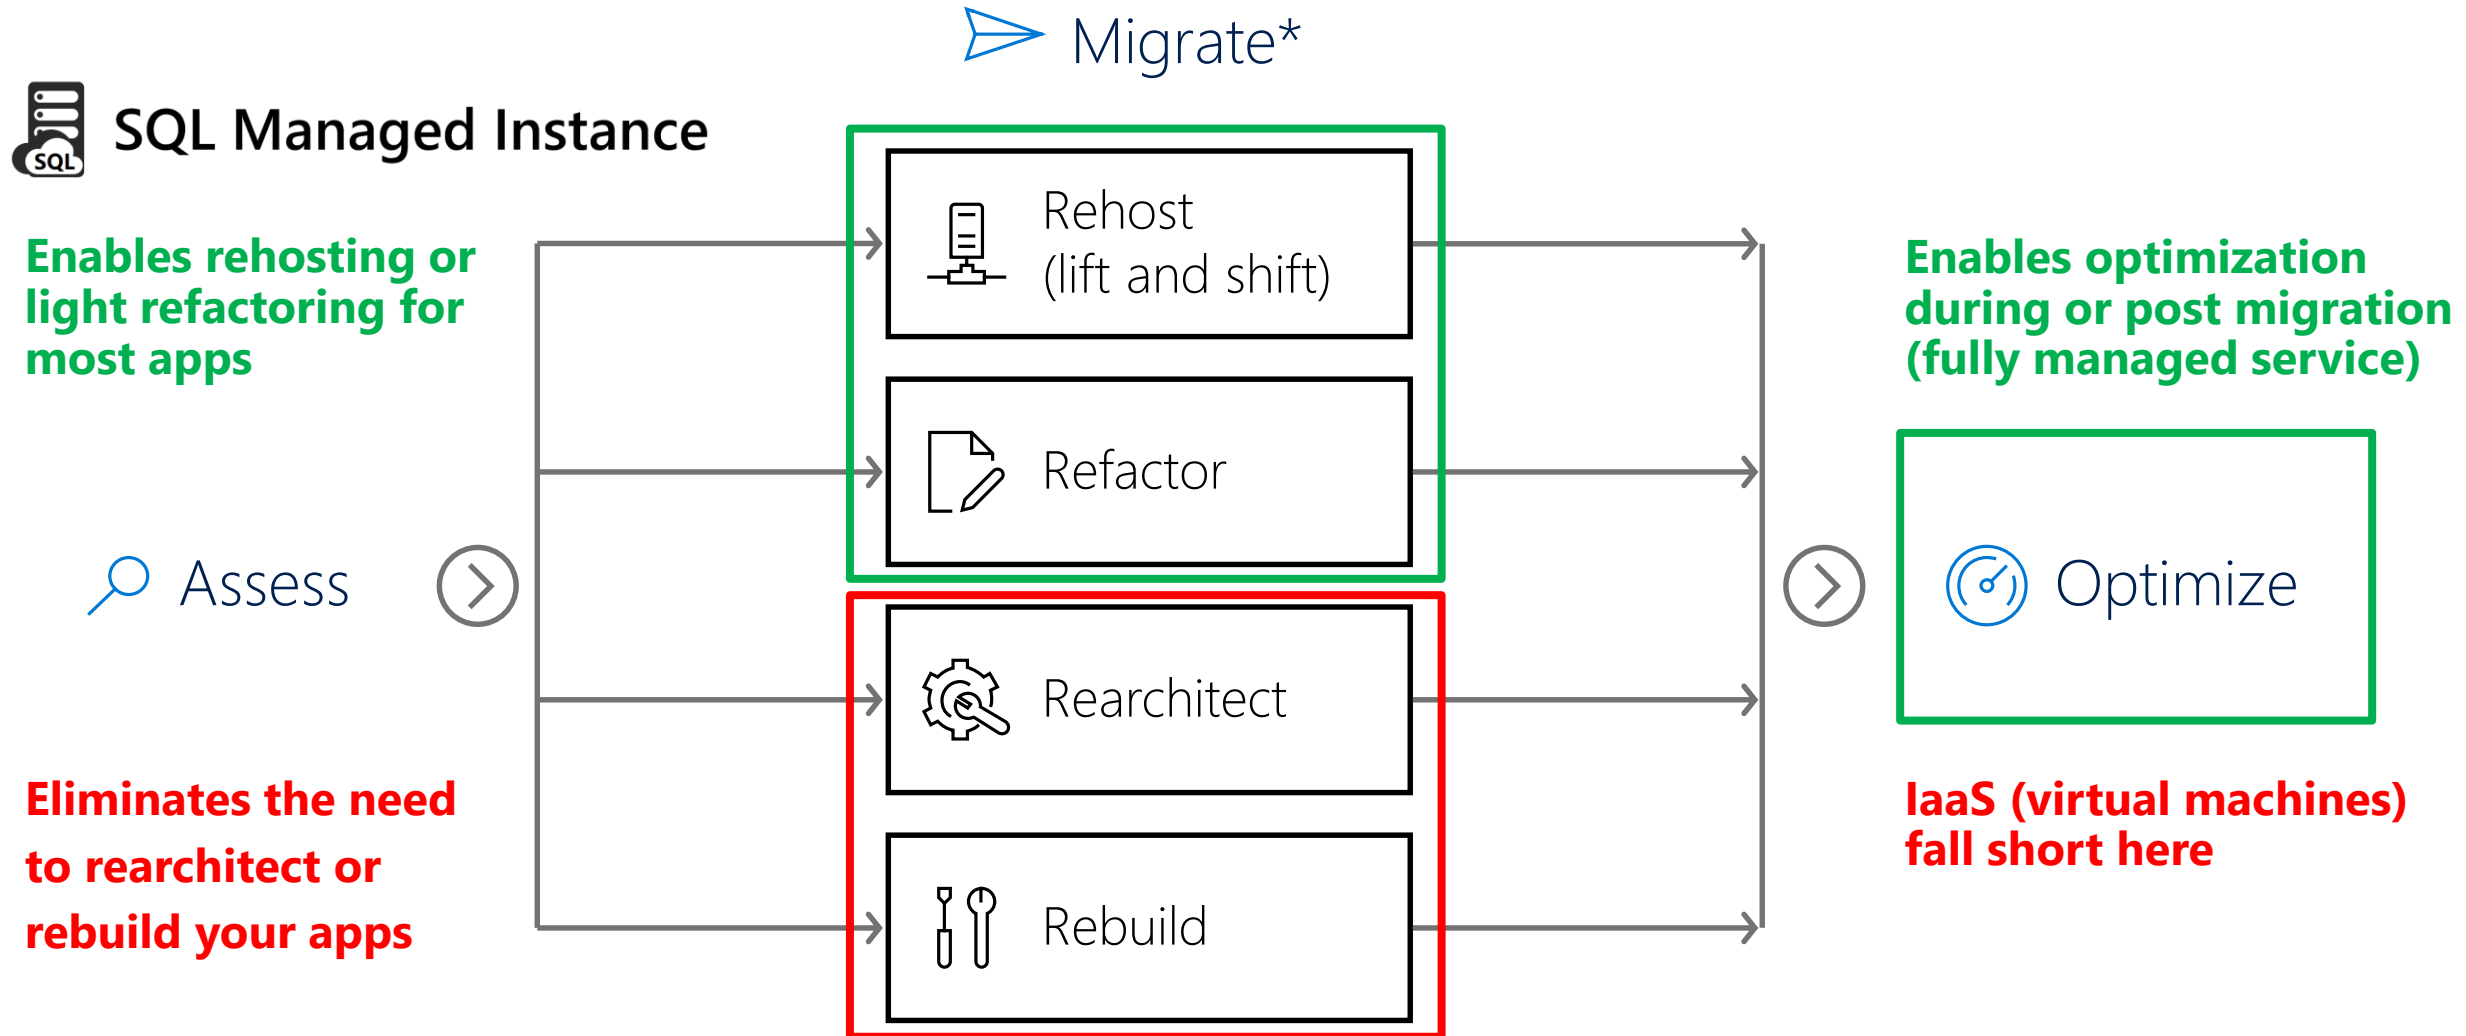 Migrate*
SQL Managed Instance
SQL
Enables rehosting or
light refactoring for
most apps
Assess
Eliminates the need
to rearchitect or
rebuild your apps
Rehost
(lift and shift)
Refactor
Rearchitect
Rebuild
Enables optimization
during or post migration
(fully managed service)
Optimize
IaaS (virtual machines)
fall short here